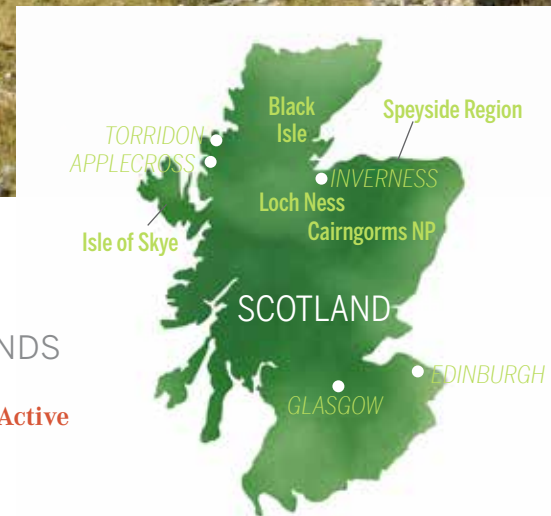 Black
Isle
Speyside Region
TORRIDON
APPLECROSS
INVERNESS
Loch Ness
Cairngorms NP
Isle of Skye
SCOTLAND
NDS
Active
EDINBURGH
GLASGOW